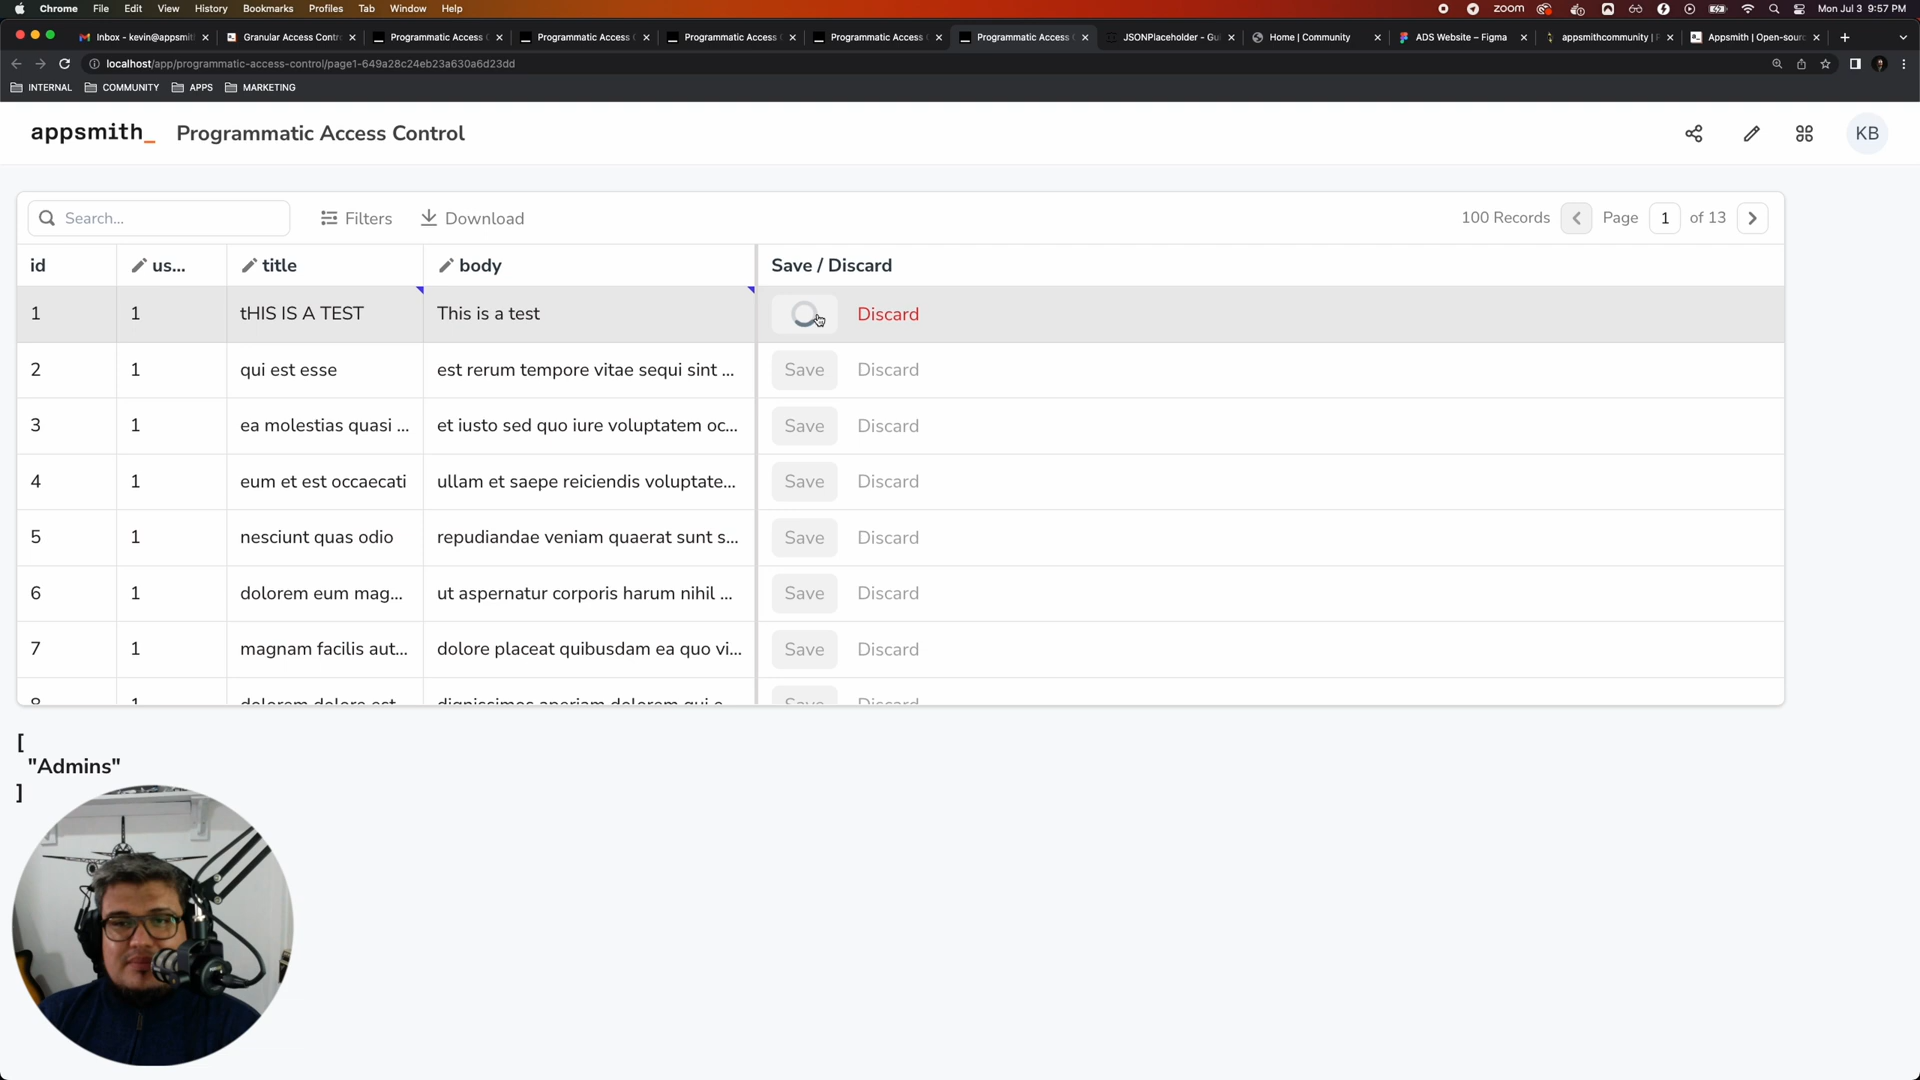 Chrome File Edit View History Bookmarks Profiles Tab Window Help zoom Mon Jul 3 9:57 PM
Inbox - kevin@appsmit Granular Access Contr Programmatic Access C Programmatic Access C Programmatic Access C Programmatic Access C Programmatic Access C JSONPlaceholder - Gu Home | Community ADS Website – Figma appsmithcommunity | F Appsmith | Open-sourc
localhost/app/programmatic-access-control/page1-649a28c24eb23a630a6d23dd
INTERNAL COMMUNITY APPS MARKETING
appsmith_ Programmatic Access Control KB
Search... Filters Download 100 Records Page 1 of 13
id us... title body Save / Discard
1 1 tHIS IS A TEST This is a test Discard
2 1 qui est esse est rerum tempore vitae sequi sint ... Save Discard
3 1 ea molestias quasi ... et iusto sed quo iure voluptatem oc... Save Discard
4 1 eum et est occaecati ullam et saepe reiciendis voluptate... Save Discard
5 1 nesciunt quas odio repudiandae veniam quaerat sunt s... Save Discard
6 1 dolorem eum mag... ut aspernatur corporis harum nihil ... Save Discard
7 1 magnam facilis aut... dolore placeat quibusdam ea quo vi... Save Discard
8 1 dolorem dolore est dignissimos aperiam dolorem qui e Save Discard
[
"Admins"
]